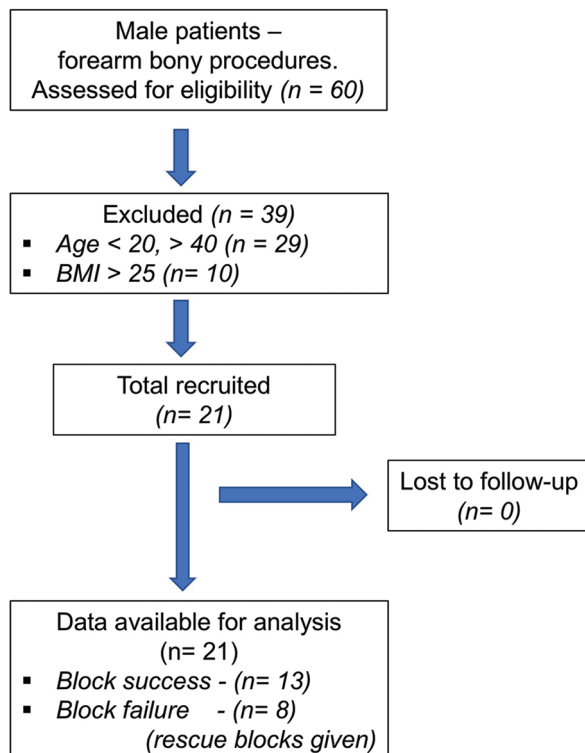 Male patients –
forearm bony procedures.
Assessed for eligibility (n = 60)
Excluded (n = 39)
▪ Age < 20, > 40 (n = 29)
▪ BMI > 25 (n= 10)
Total recruited
(n= 21)
Lost to follow-up
(n= 0)
Data available for analysis
(n= 21)
▪ Block success - (n= 13)
▪ Block failure - (n= 8)
(rescue blocks given)